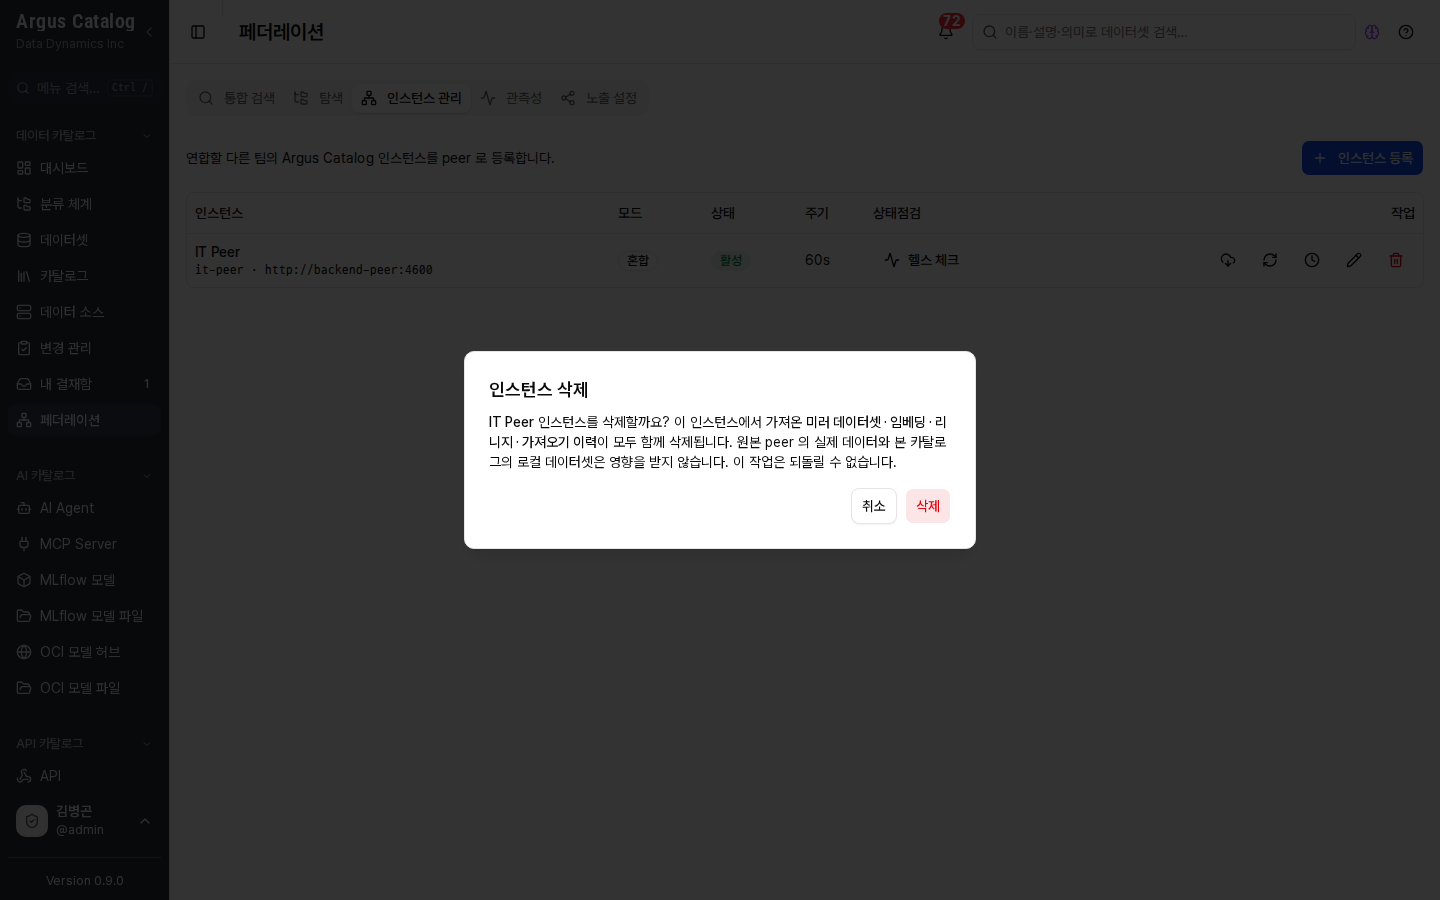 Argus Catalog
Data Dynamics Inc
메뉴 검색... Ctrl /
데이터 카탈로그
대시보드
분류 체계
데이터셋
카탈로그
데이터 소스
변경 관리
내 결재함 1
페더레이션
AI 카탈로그
AI Agent
MCP Server
MLflow 모델
MLflow 모델 파일
OCI 모델 허브
OCI 모델 파일
API 카탈로그
API
김병곤
@admin
Version 0.9.0
페더레이션
72
이름·설명·의미로 데이터셋 검색...
통합 검색 탐색 인스턴스 관리 관측성 노출 설정
연합할 다른 팀의 Argus Catalog 인스턴스를 peer 로 등록합니다.
인스턴스 등록
인스턴스 모드 상태 주기 상태점검 작업
IT Peer 혼합 활성 60s 헬스 체크
it-peer · http://backend-peer:4600
인스턴스 삭제
IT Peer 인스턴스를 삭제할까요? 이 인스턴스에서 가져온 미러 데이터셋 · 임베딩 · 리
니지 · 가져오기 이력이 모두 함께 삭제됩니다. 원본 peer 의 실제 데이터와 본 카탈로
그의 로컬 데이터셋은 영향을 받지 않습니다. 이 작업은 되돌릴 수 없습니다.
취소 삭제